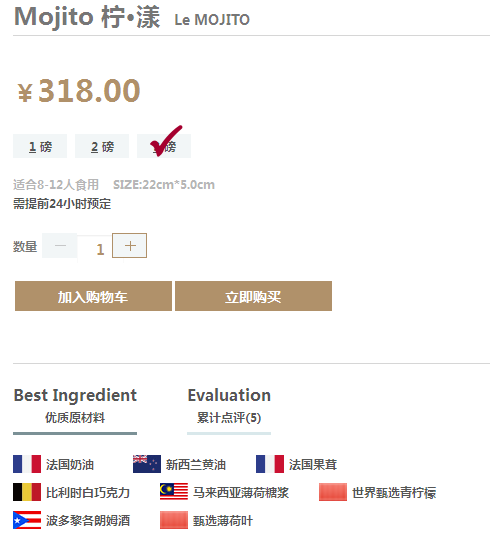 Mojito 柠•漾 Le MOJITO
¥318.00
1 磅 2 磅 磅
适合8-12人食用 SIZE:22cm*5.0cm
需提前24小时预定
数量 － 1 ＋
加入购物车 立即购买
Best Ingredient Evaluation
优质原材料 累计点评(5)
法国奶油 新西兰黄油 法国果茸
比利时白巧克力 马来西亚薄荷糖浆 世界甄选青柠檬
波多黎各朗姆酒 甄选薄荷叶